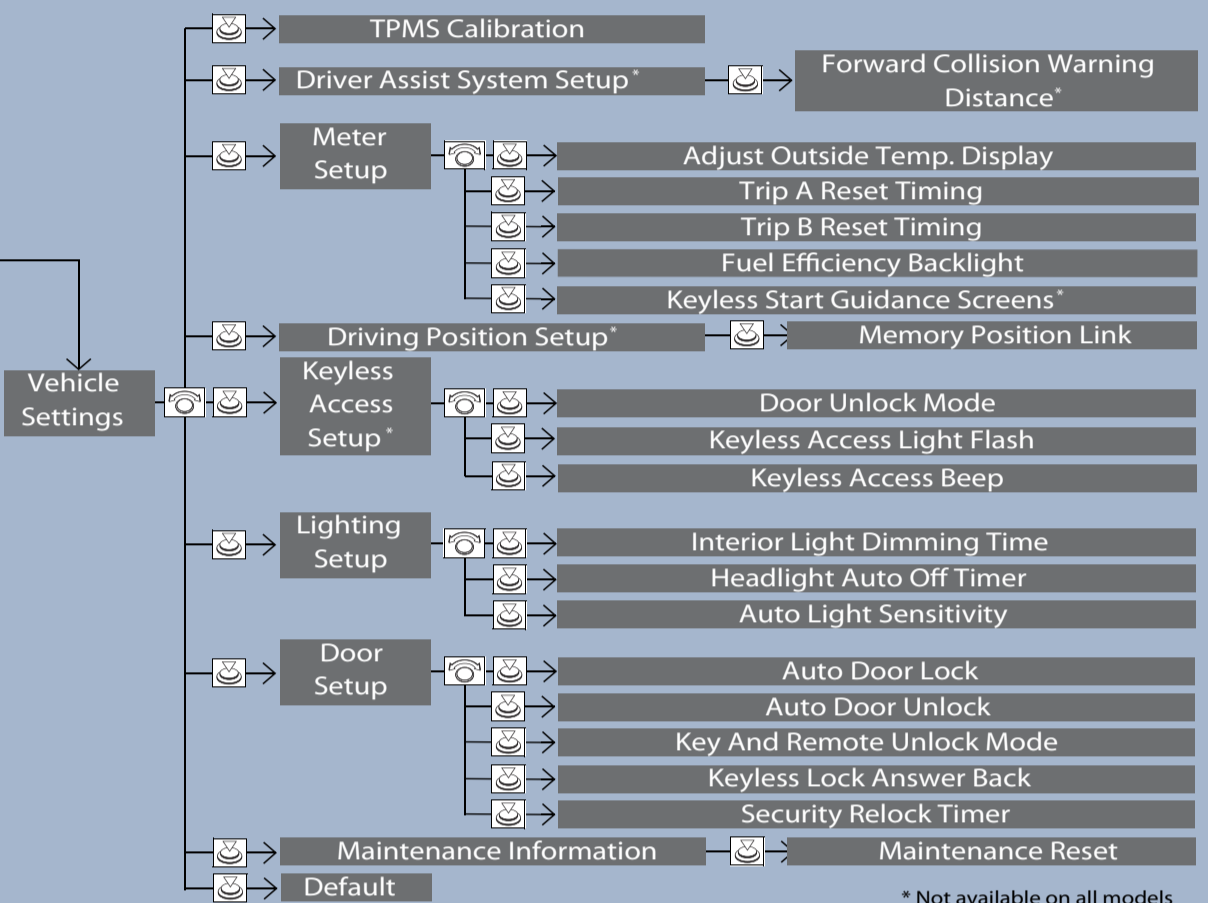 TPMS Calibration
Driver Assist System Setup*
Forward Collision Warning
Distance*
Meter
Setup
Adjust Outside Temp. Display
Trip A Reset Timing
Trip B Reset Timing
Fuel Efficiency Backlight
Keyless Start Guidance Screens*
Driving Position Setup*
Memory Position Link
Vehicle
Settings
Keyless
Access
Setup*
Door Unlock Mode
Keyless Access Light Flash
Keyless Access Beep
Lighting
Setup
Interior Light Dimming Time
Headlight Auto Off Timer
Auto Light Sensitivity
Door
Setup
Auto Door Lock
Auto Door Unlock
Key And Remote Unlock Mode
Keyless Lock Answer Back
Security Relock Timer
Maintenance Information
Maintenance Reset
Default
* Not available on all models